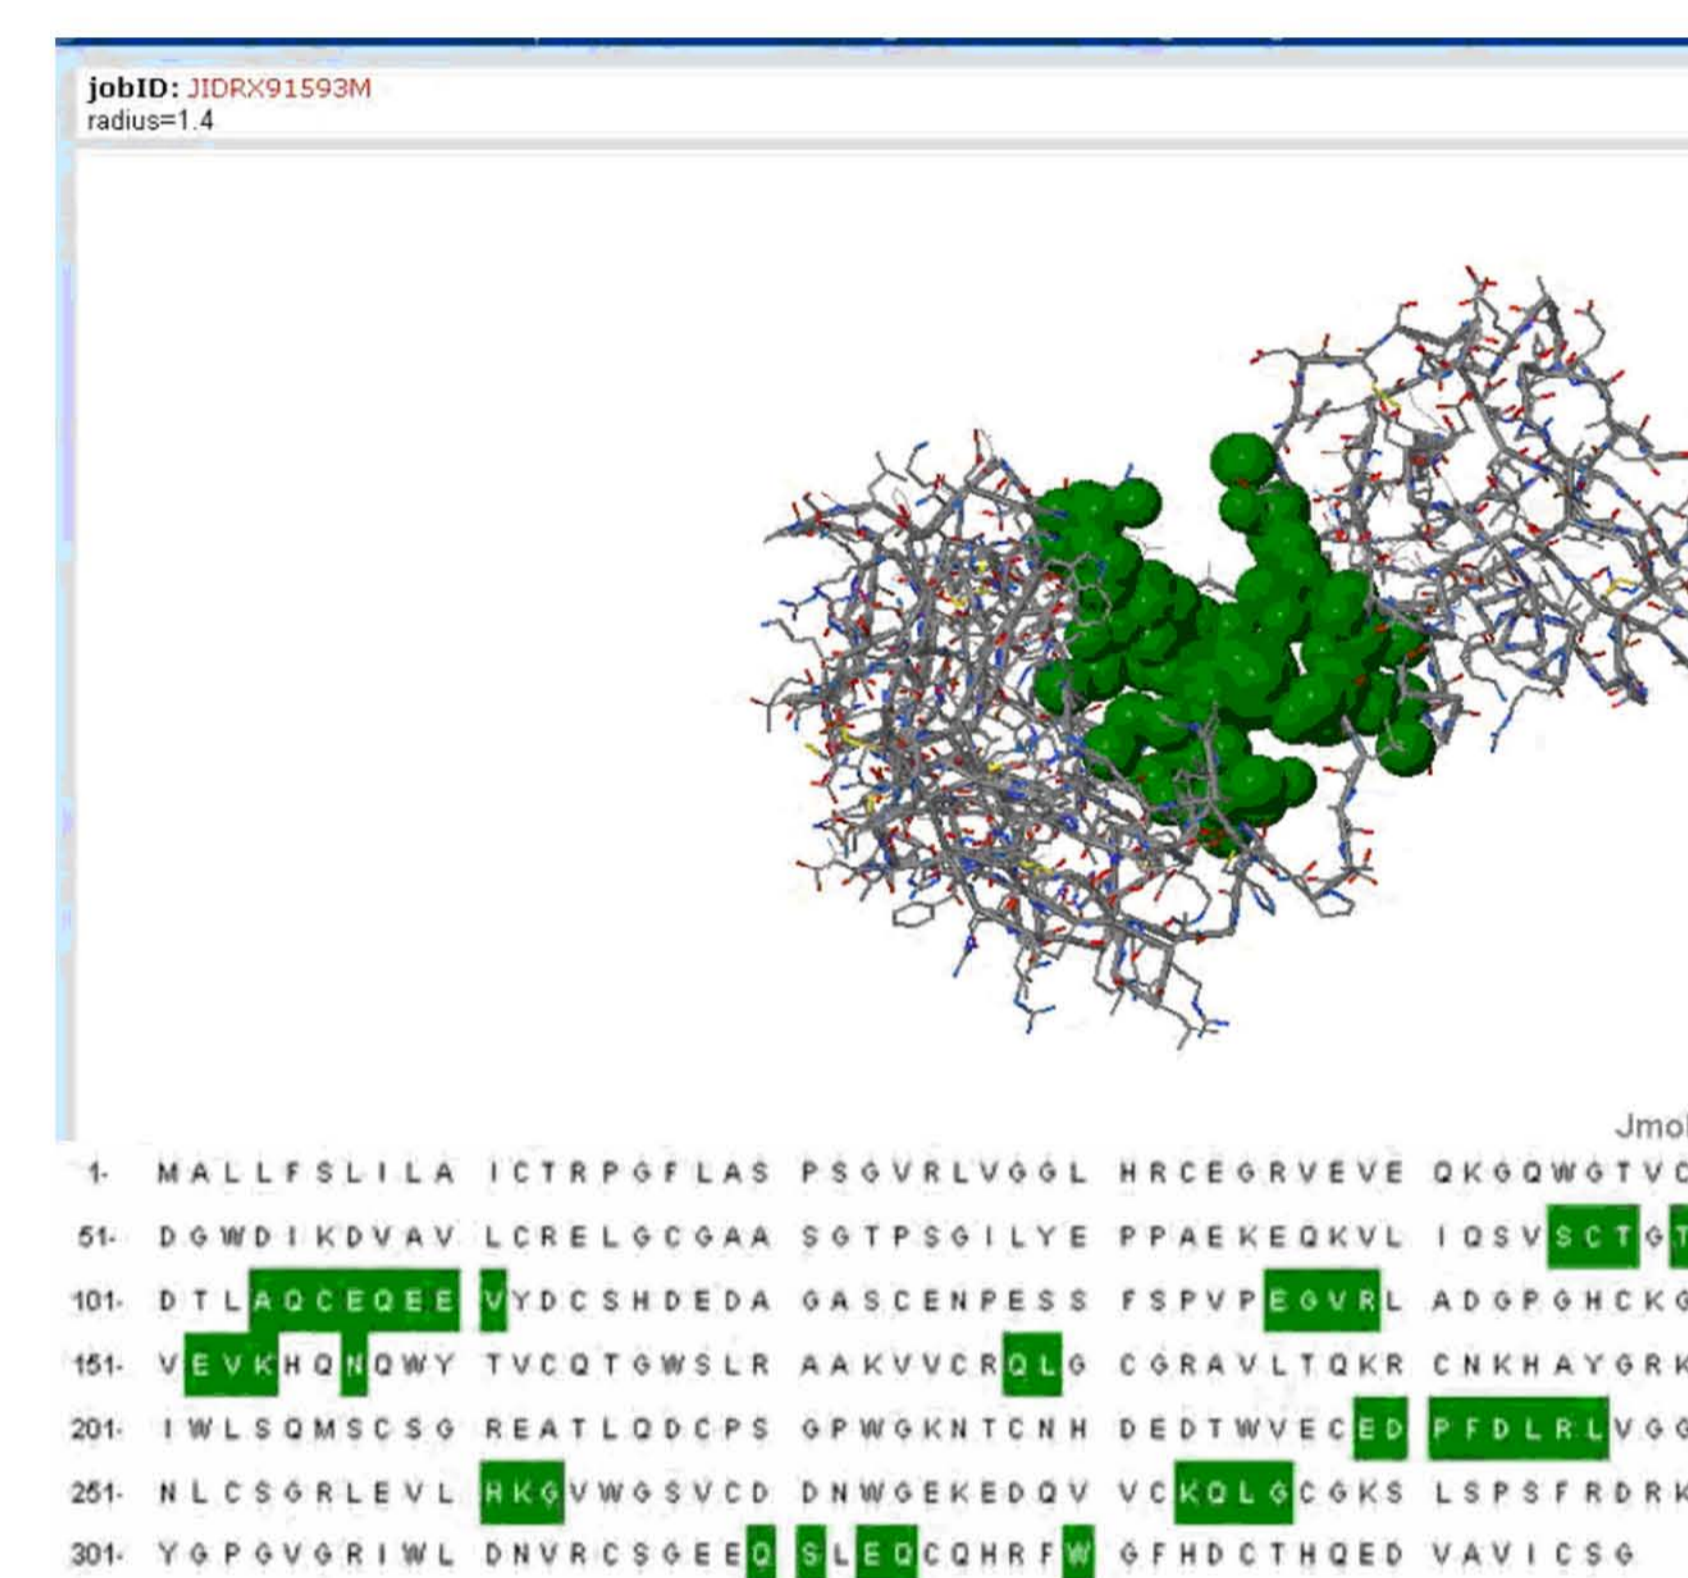 jobID: JIDRX91593M
radius=1.4
Jmol
1- MALLFSLILA ICTRPGFLAS PSGVRLVGGL HRCEGRVEVE QKGQWGTVC
51- DGWDIKDVAV LCRELGCGAA SGTPSGILYE PPAEKEQKVL IQSVSCTGT
101- DTLAQCEQEE VYDCSHDEDA GASCENPESS FSPVPEGVRL ADGPGHCKG
151- VEVKHQNQWY TVCQTGWSLR AAKVVCRQLG CGRAVLTQKR CNKHAYGRK
201- IWLSQMSCSG REATLQDCPS GPWGKNTCNH DEDTWVECED PFDLRLVGG
251- NLCSGRLEVL HKGVWGSVCD DNWGEKEDQV VCKQLGCGKS LSPSFRDRK
301- YGPGVGRIWL DNVRCSGEEQ SLEQCQHRFW GFHDCTHQED VAVICSG